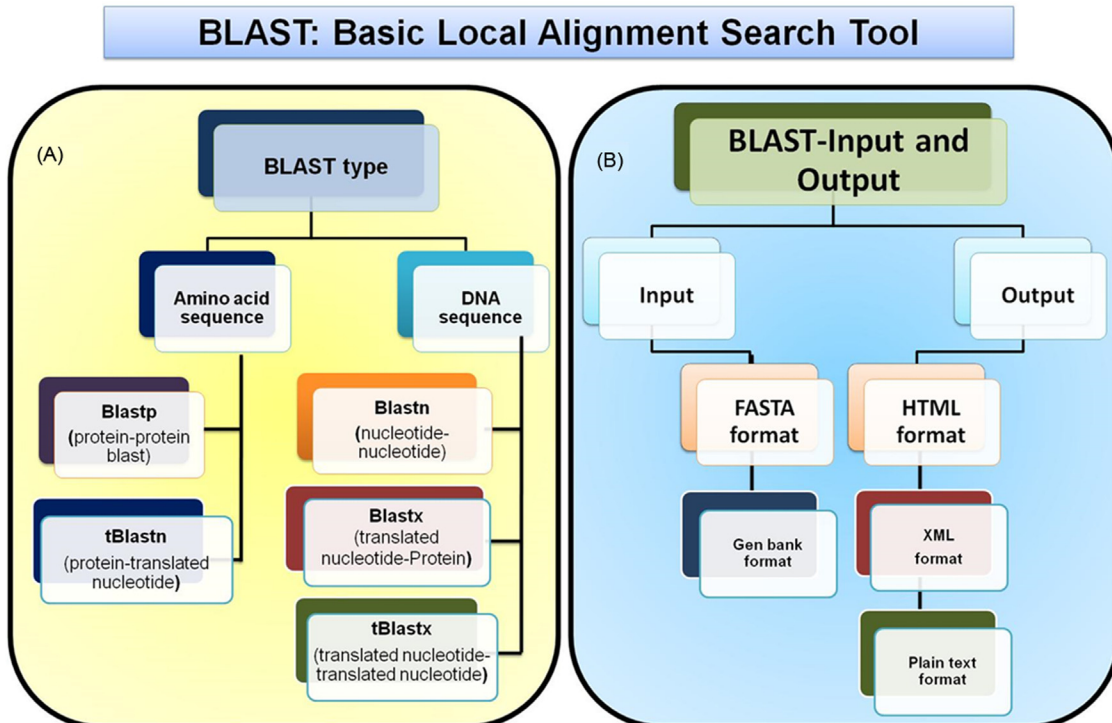 BLAST: Basic Local Alignment Search Tool
(A)
BLAST type
Amino acid
sequence
DNA
sequence
Blastp
(protein-protein
blast)
tBlastn
(protein-translated
nucleotide)
Blastn
(nucleotide-
nucleotide)
Blastx
(translated
nucleotide-Protein)
tBlastx
(translated nucleotide-
translated nucleotide)
(B)
BLAST-Input and
Output
Input
Output
FASTA
format
Gen bank
format
HTML
format
XML
format
Plain text
format